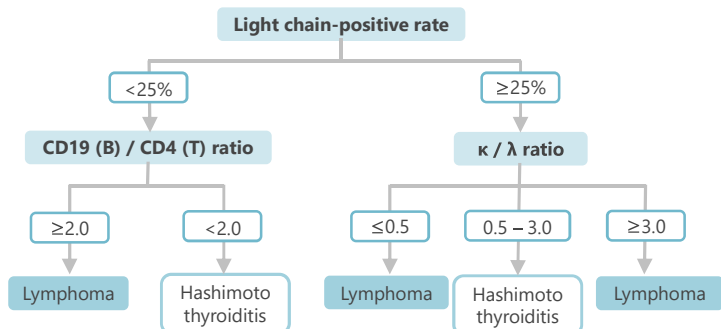 Light chain-positive rate
<25%
≥25%
CD19 (B) / CD4 (T) ratio
κ / λ ratio
≥2.0
<2.0
≤0.5
0.5 – 3.0
≥3.0
Lymphoma
Hashimoto
thyroiditis
Lymphoma
Hashimoto
thyroiditis
Lymphoma